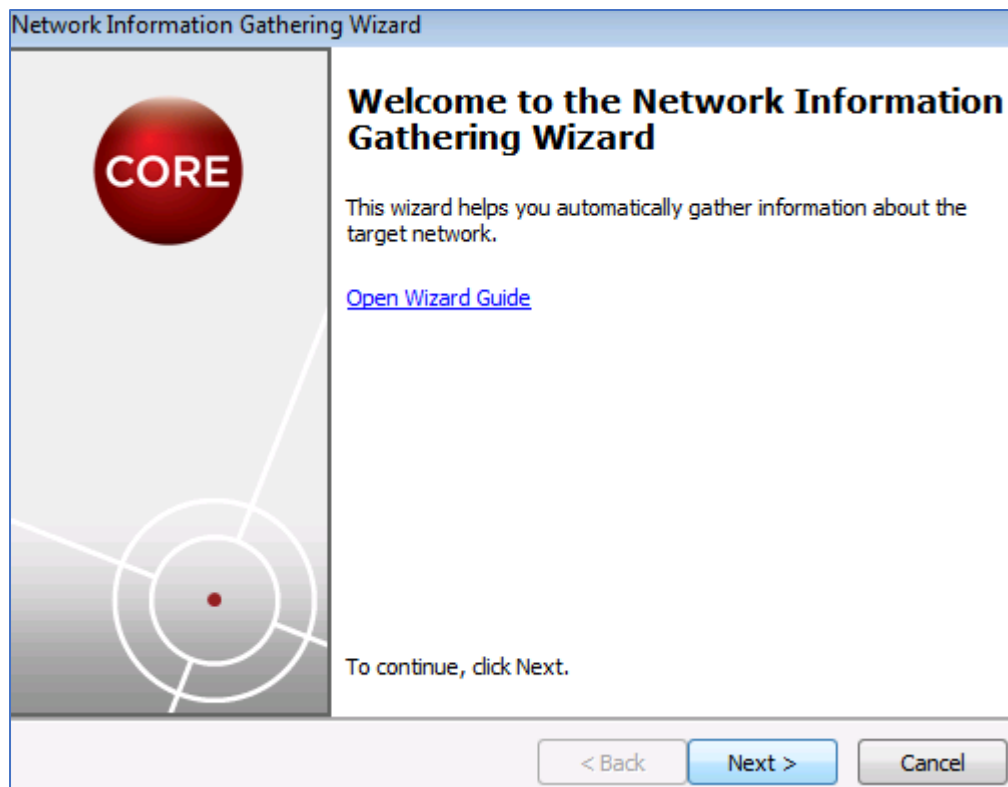 Network Information Gathering Wizard
CORE
Welcome to the Network Information
Gathering Wizard
This wizard helps you automatically gather information about the
target network.
Open Wizard Guide
To continue, click Next.
< Back
Next >
Cancel